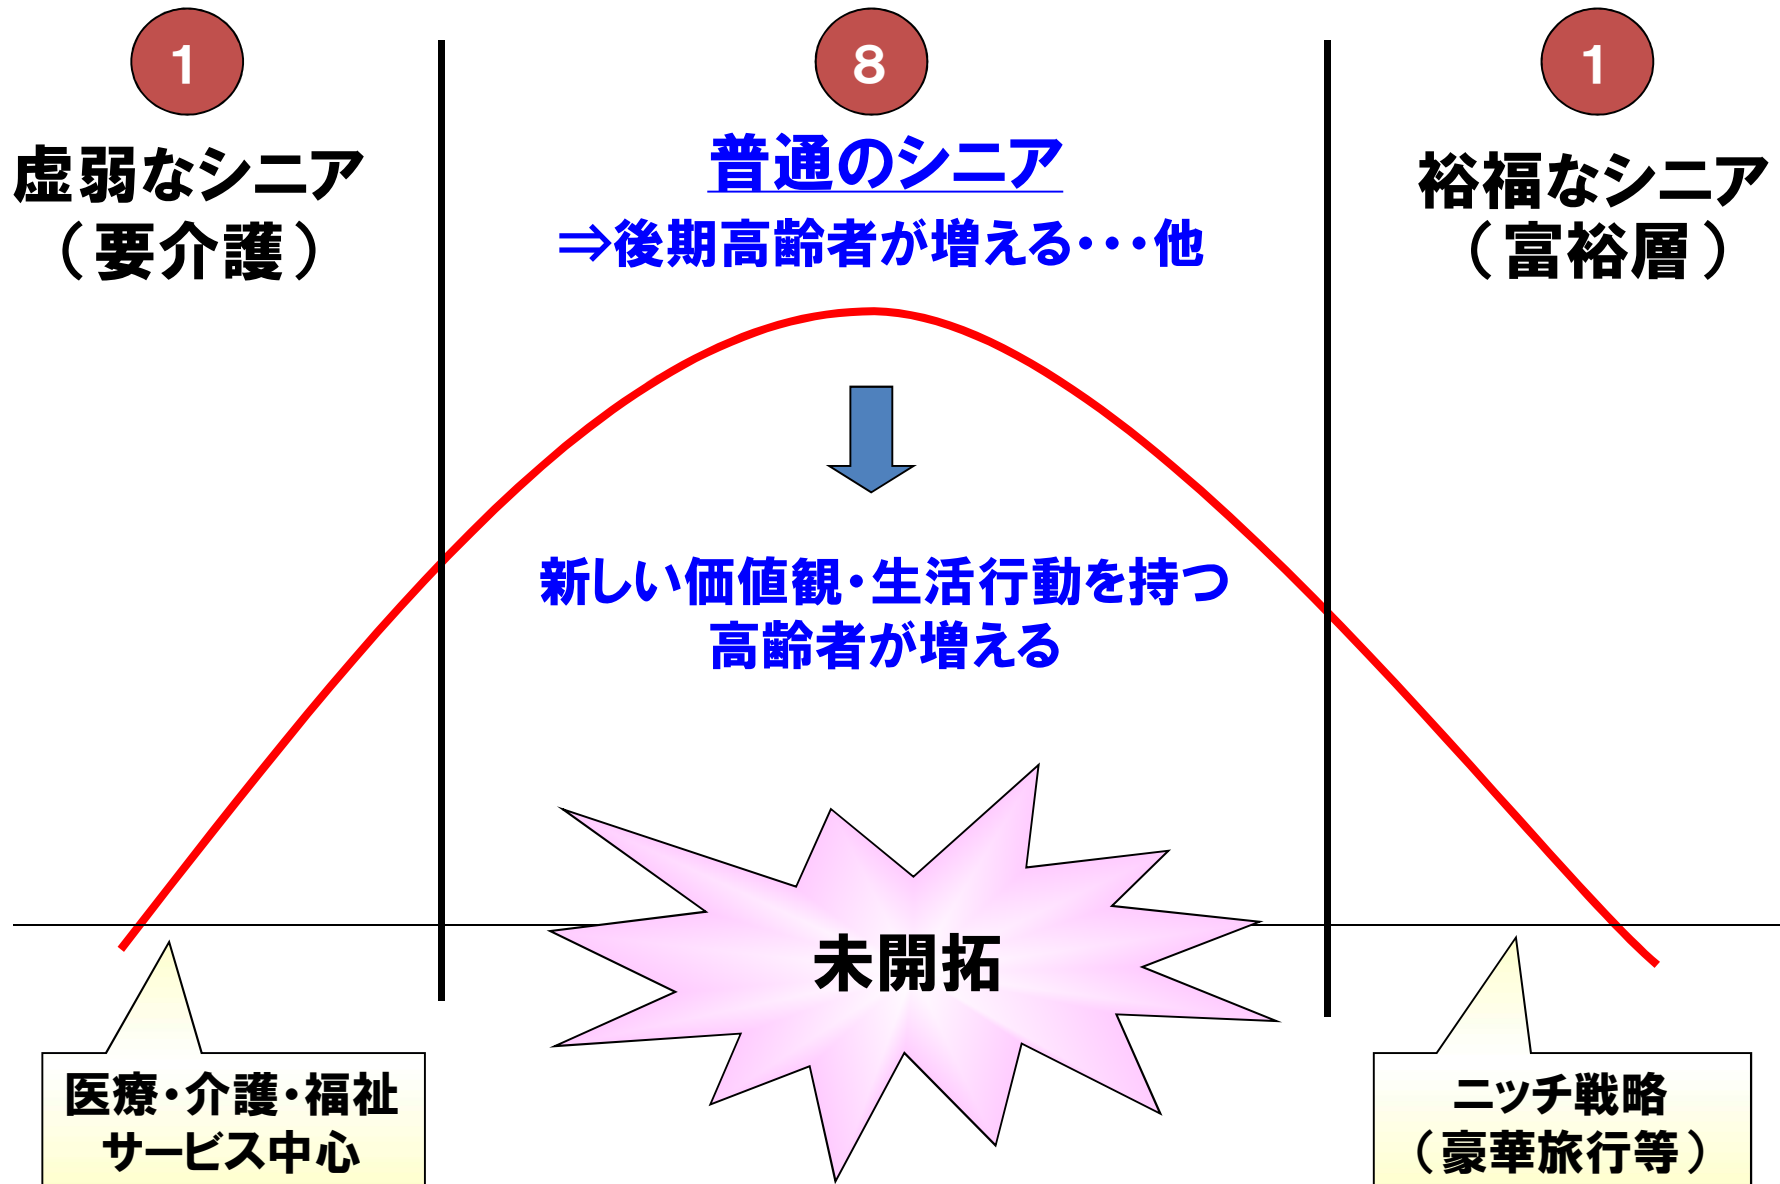 1
虚弱なシニア
（要介護）
8
普通のシニア
⇒後期高齢者が増える・・・他
1
裕福なシニア
（富裕層）
新しい価値観・生活行動を持つ
高齢者が増える
未開拓
医療・介護・福祉
サービス中心
ニッチ戦略
（豪華旅行等）